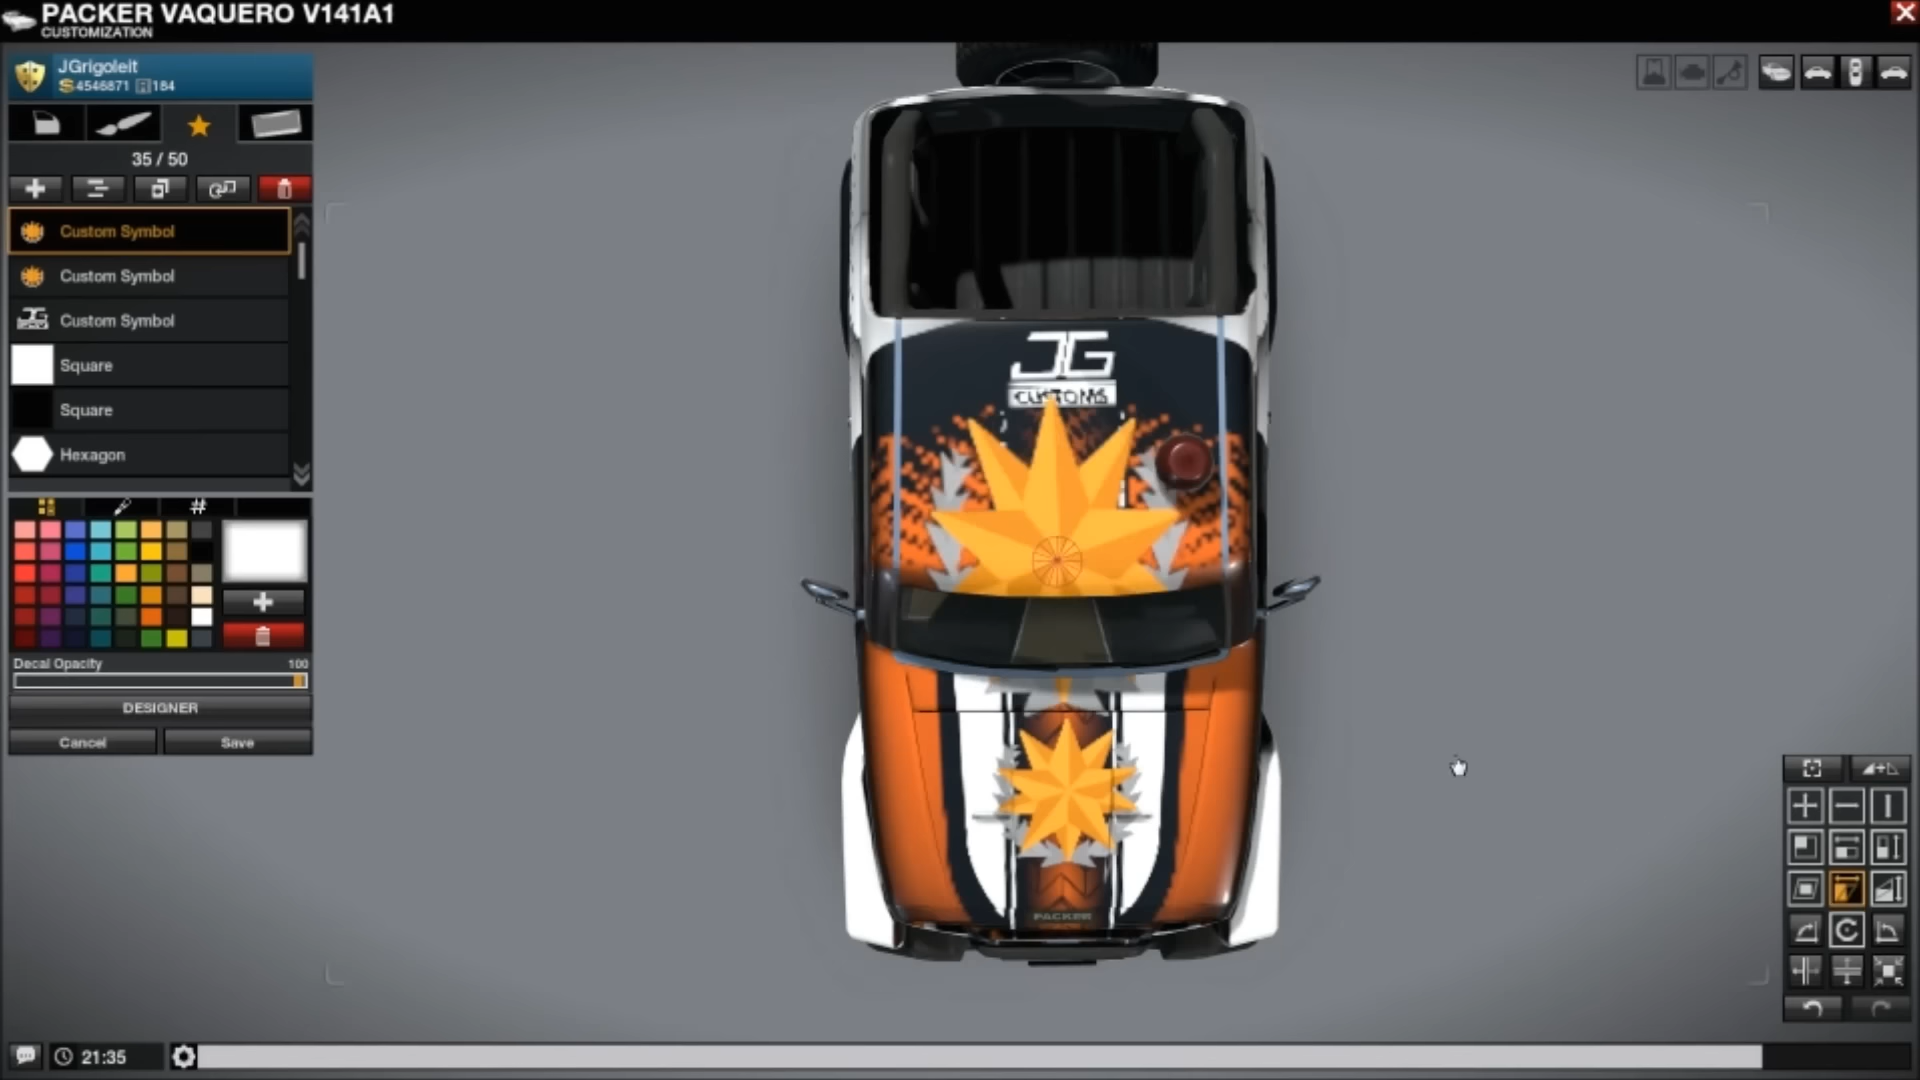 PACKER VAQUERO V141A1
CUSTOMIZATION
JGrigoleit
$4546871 184
35 / 50
Custom Symbol
Custom Symbol
Custom Symbol
Square
Square
Hexagon
#
Decal Opacity 100
DESIGNER
Cancel Save
JG
CUSTOMS
PACKER
21:35